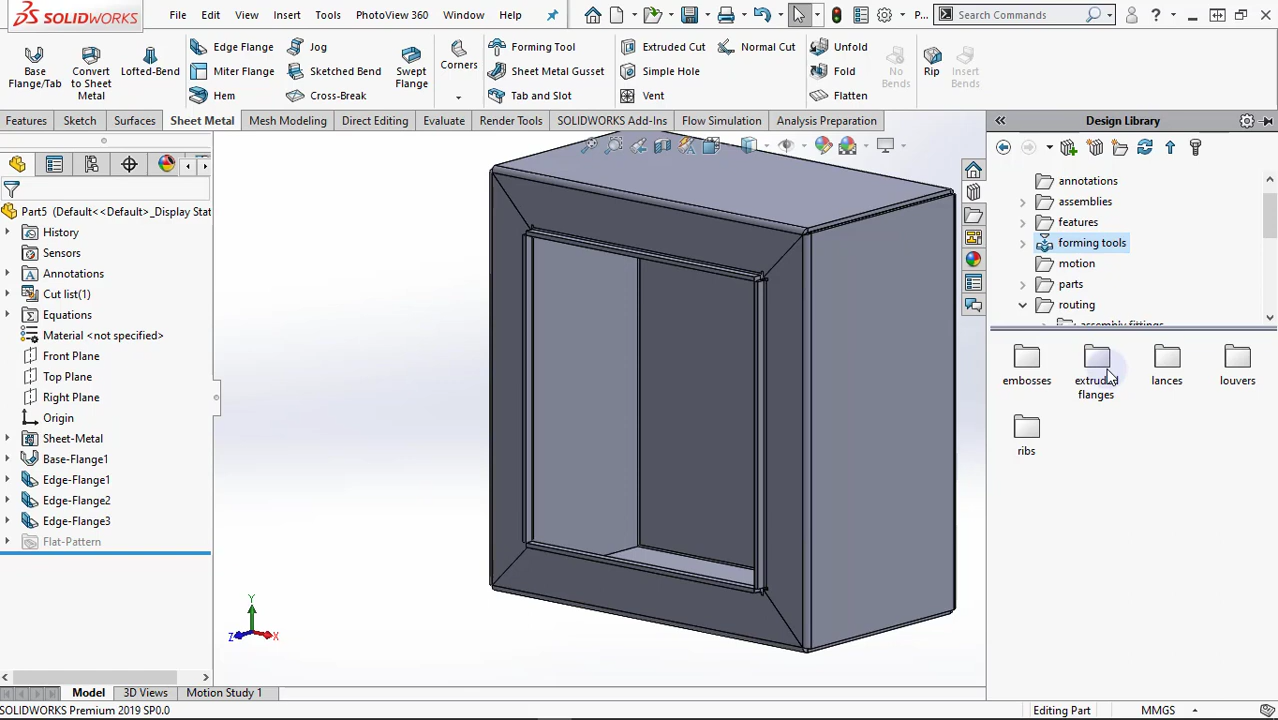 SOLIDWORKS
File Edit View Insert Tools PhotoView 360 Window Help
P...
Search Commands
?
Base Flange/Tab
Convert to Sheet Metal
Lofted-Bend
Edge Flange
Miter Flange
Hem
Jog
Sketched Bend
Cross-Break
Swept Flange
Corners
Forming Tool
Sheet Metal Gusset
Tab and Slot
Extruded Cut
Simple Hole
Vent
Normal Cut
Unfold
Fold
Flatten
No Bends
Rip
Insert Bends
Features Sketch Surfaces Sheet Metal Mesh Modeling Direct Editing Evaluate Render Tools SOLIDWORKS Add-Ins Flow Simulation Analysis Preparation
Part5 (Default<<Default>_Display Stat
History
Sensors
Annotations
Cut list(1)
Equations
Material <not specified>
Front Plane
Top Plane
Right Plane
Origin
Sheet-Metal
Base-Flange1
Edge-Flange1
Edge-Flange2
Edge-Flange3
Flat-Pattern
Y
Z
X
Design Library
annotations
assemblies
features
forming tools
motion
parts
routing
assembly fittings
embosses
extruded flanges
lances
louvers
ribs
Model 3D Views Motion Study 1
SOLIDWORKS Premium 2019 SP0.0
Editing Part
MMGS